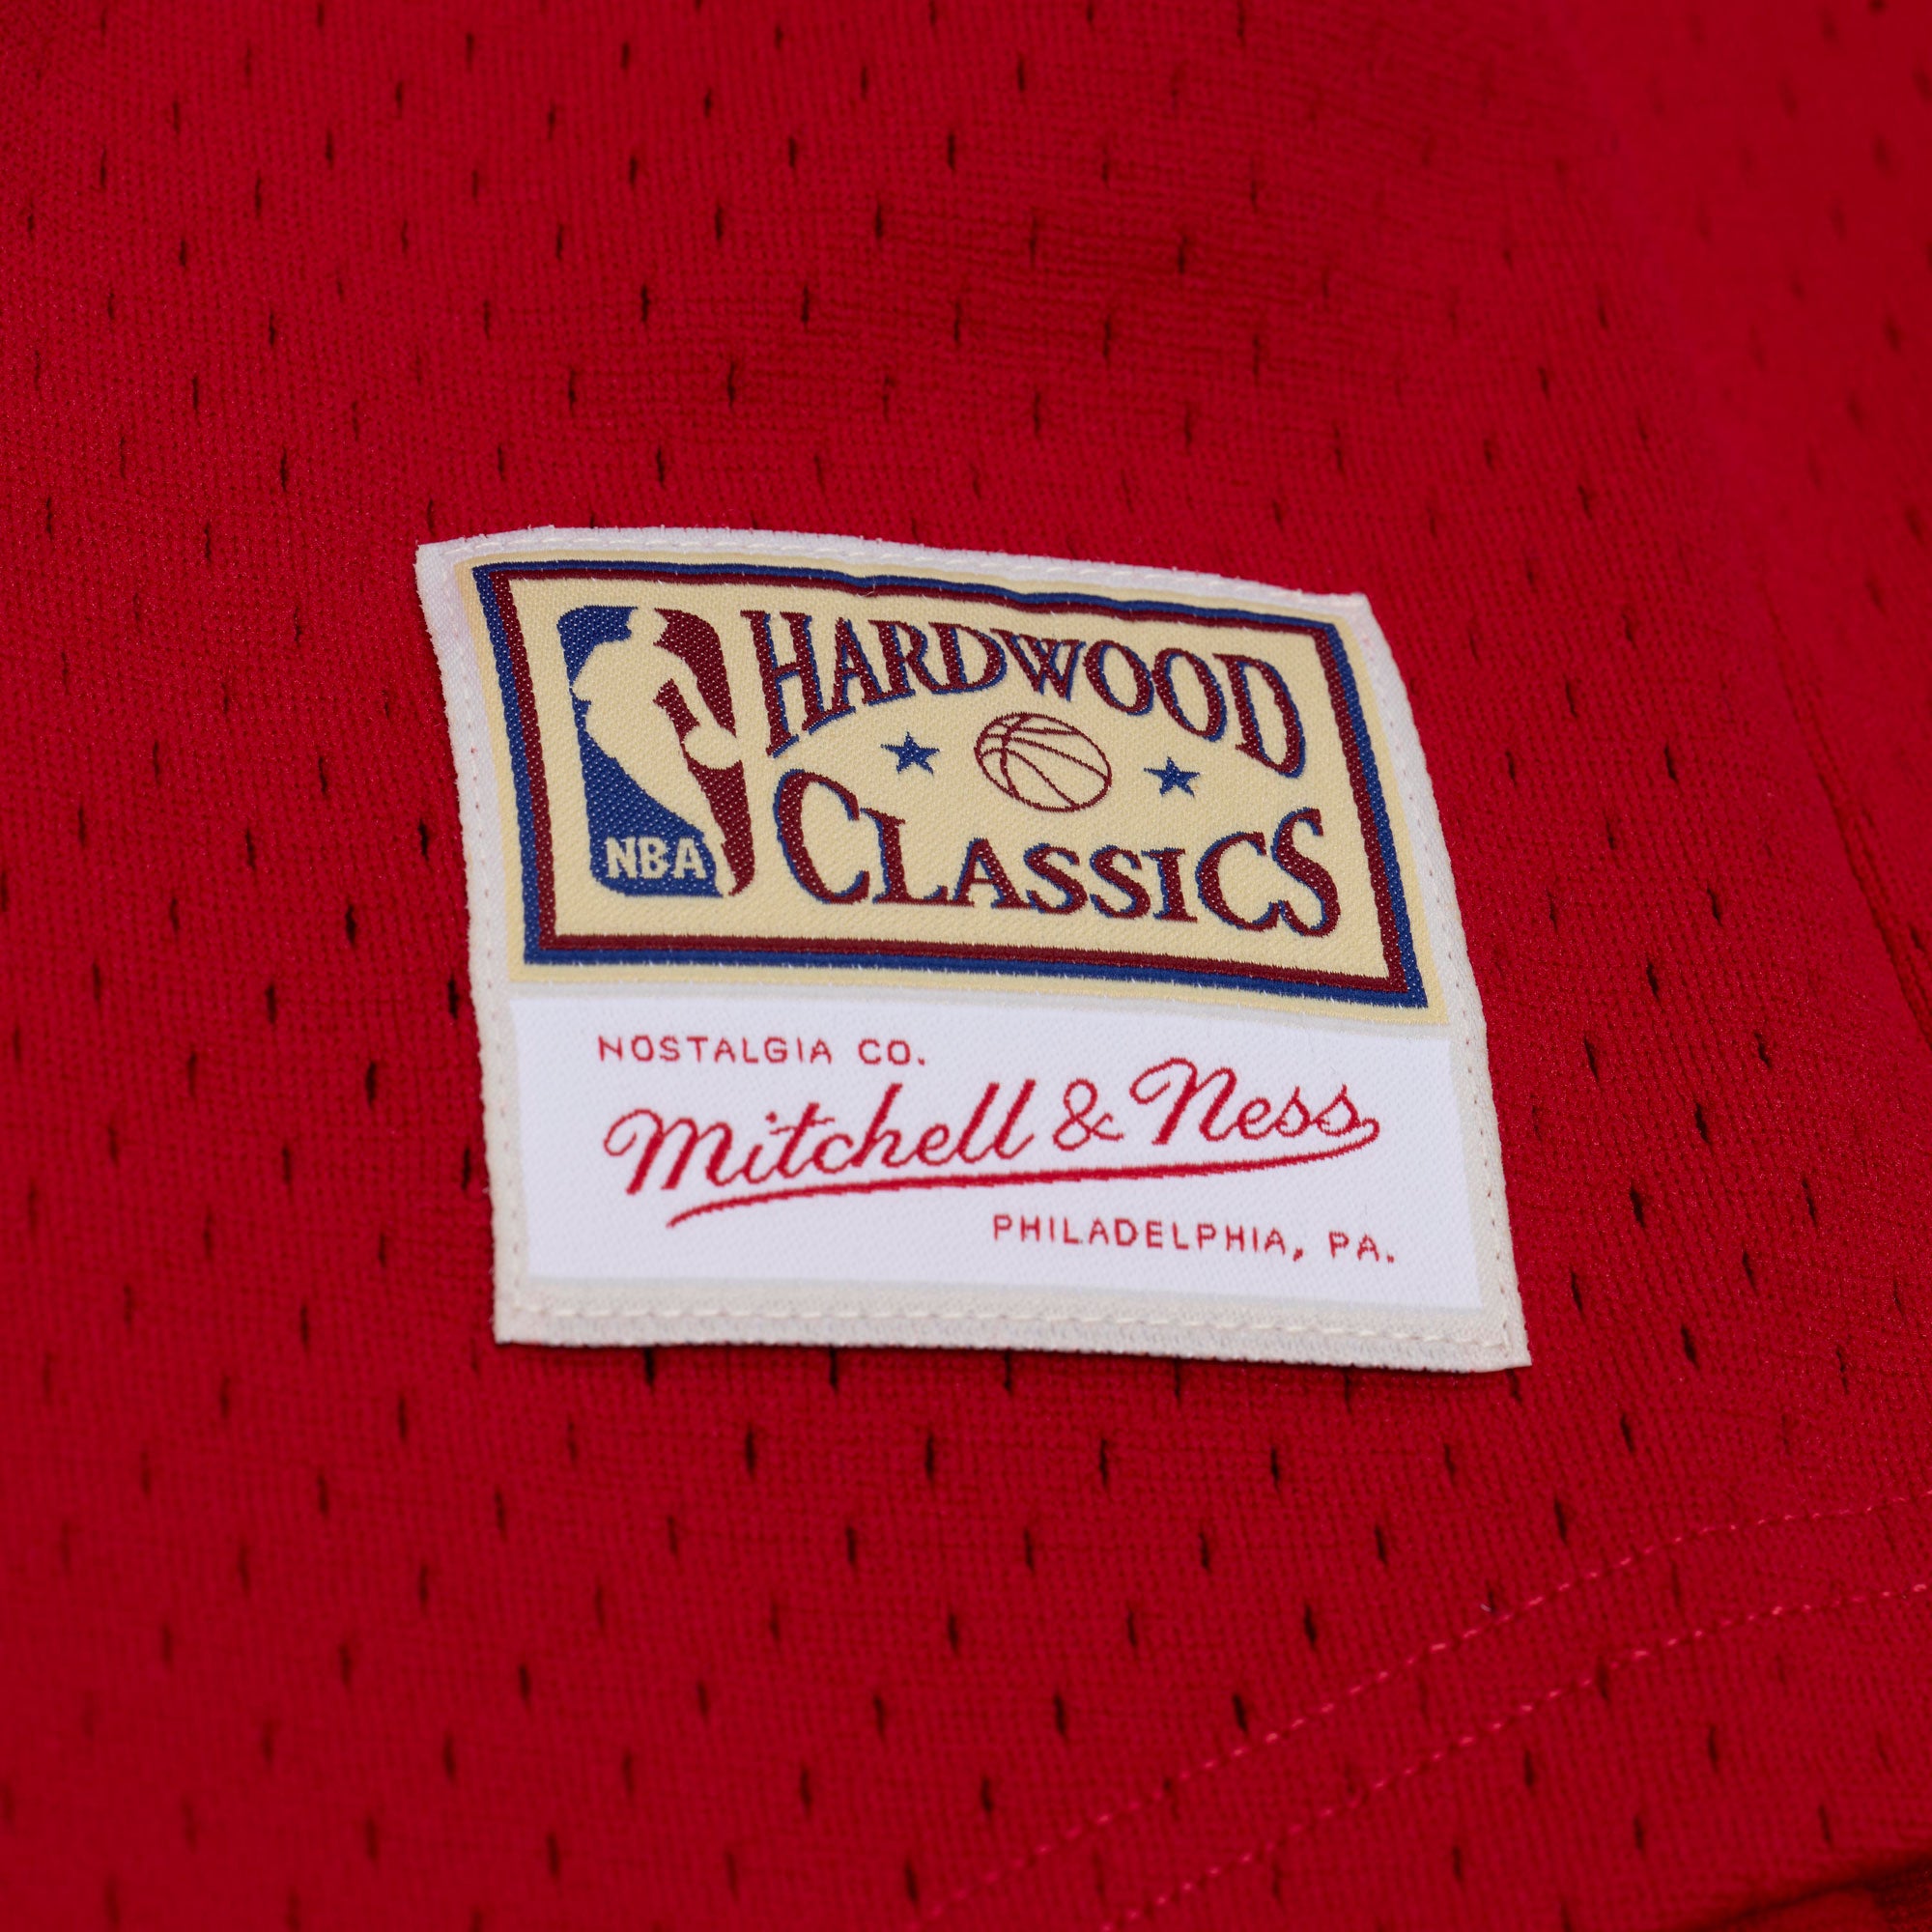 HARDWOOD
CLASSICS
NBA
NOSTALGIA CO.
Mitchell & Ness
PHILADELPHIA, PA.